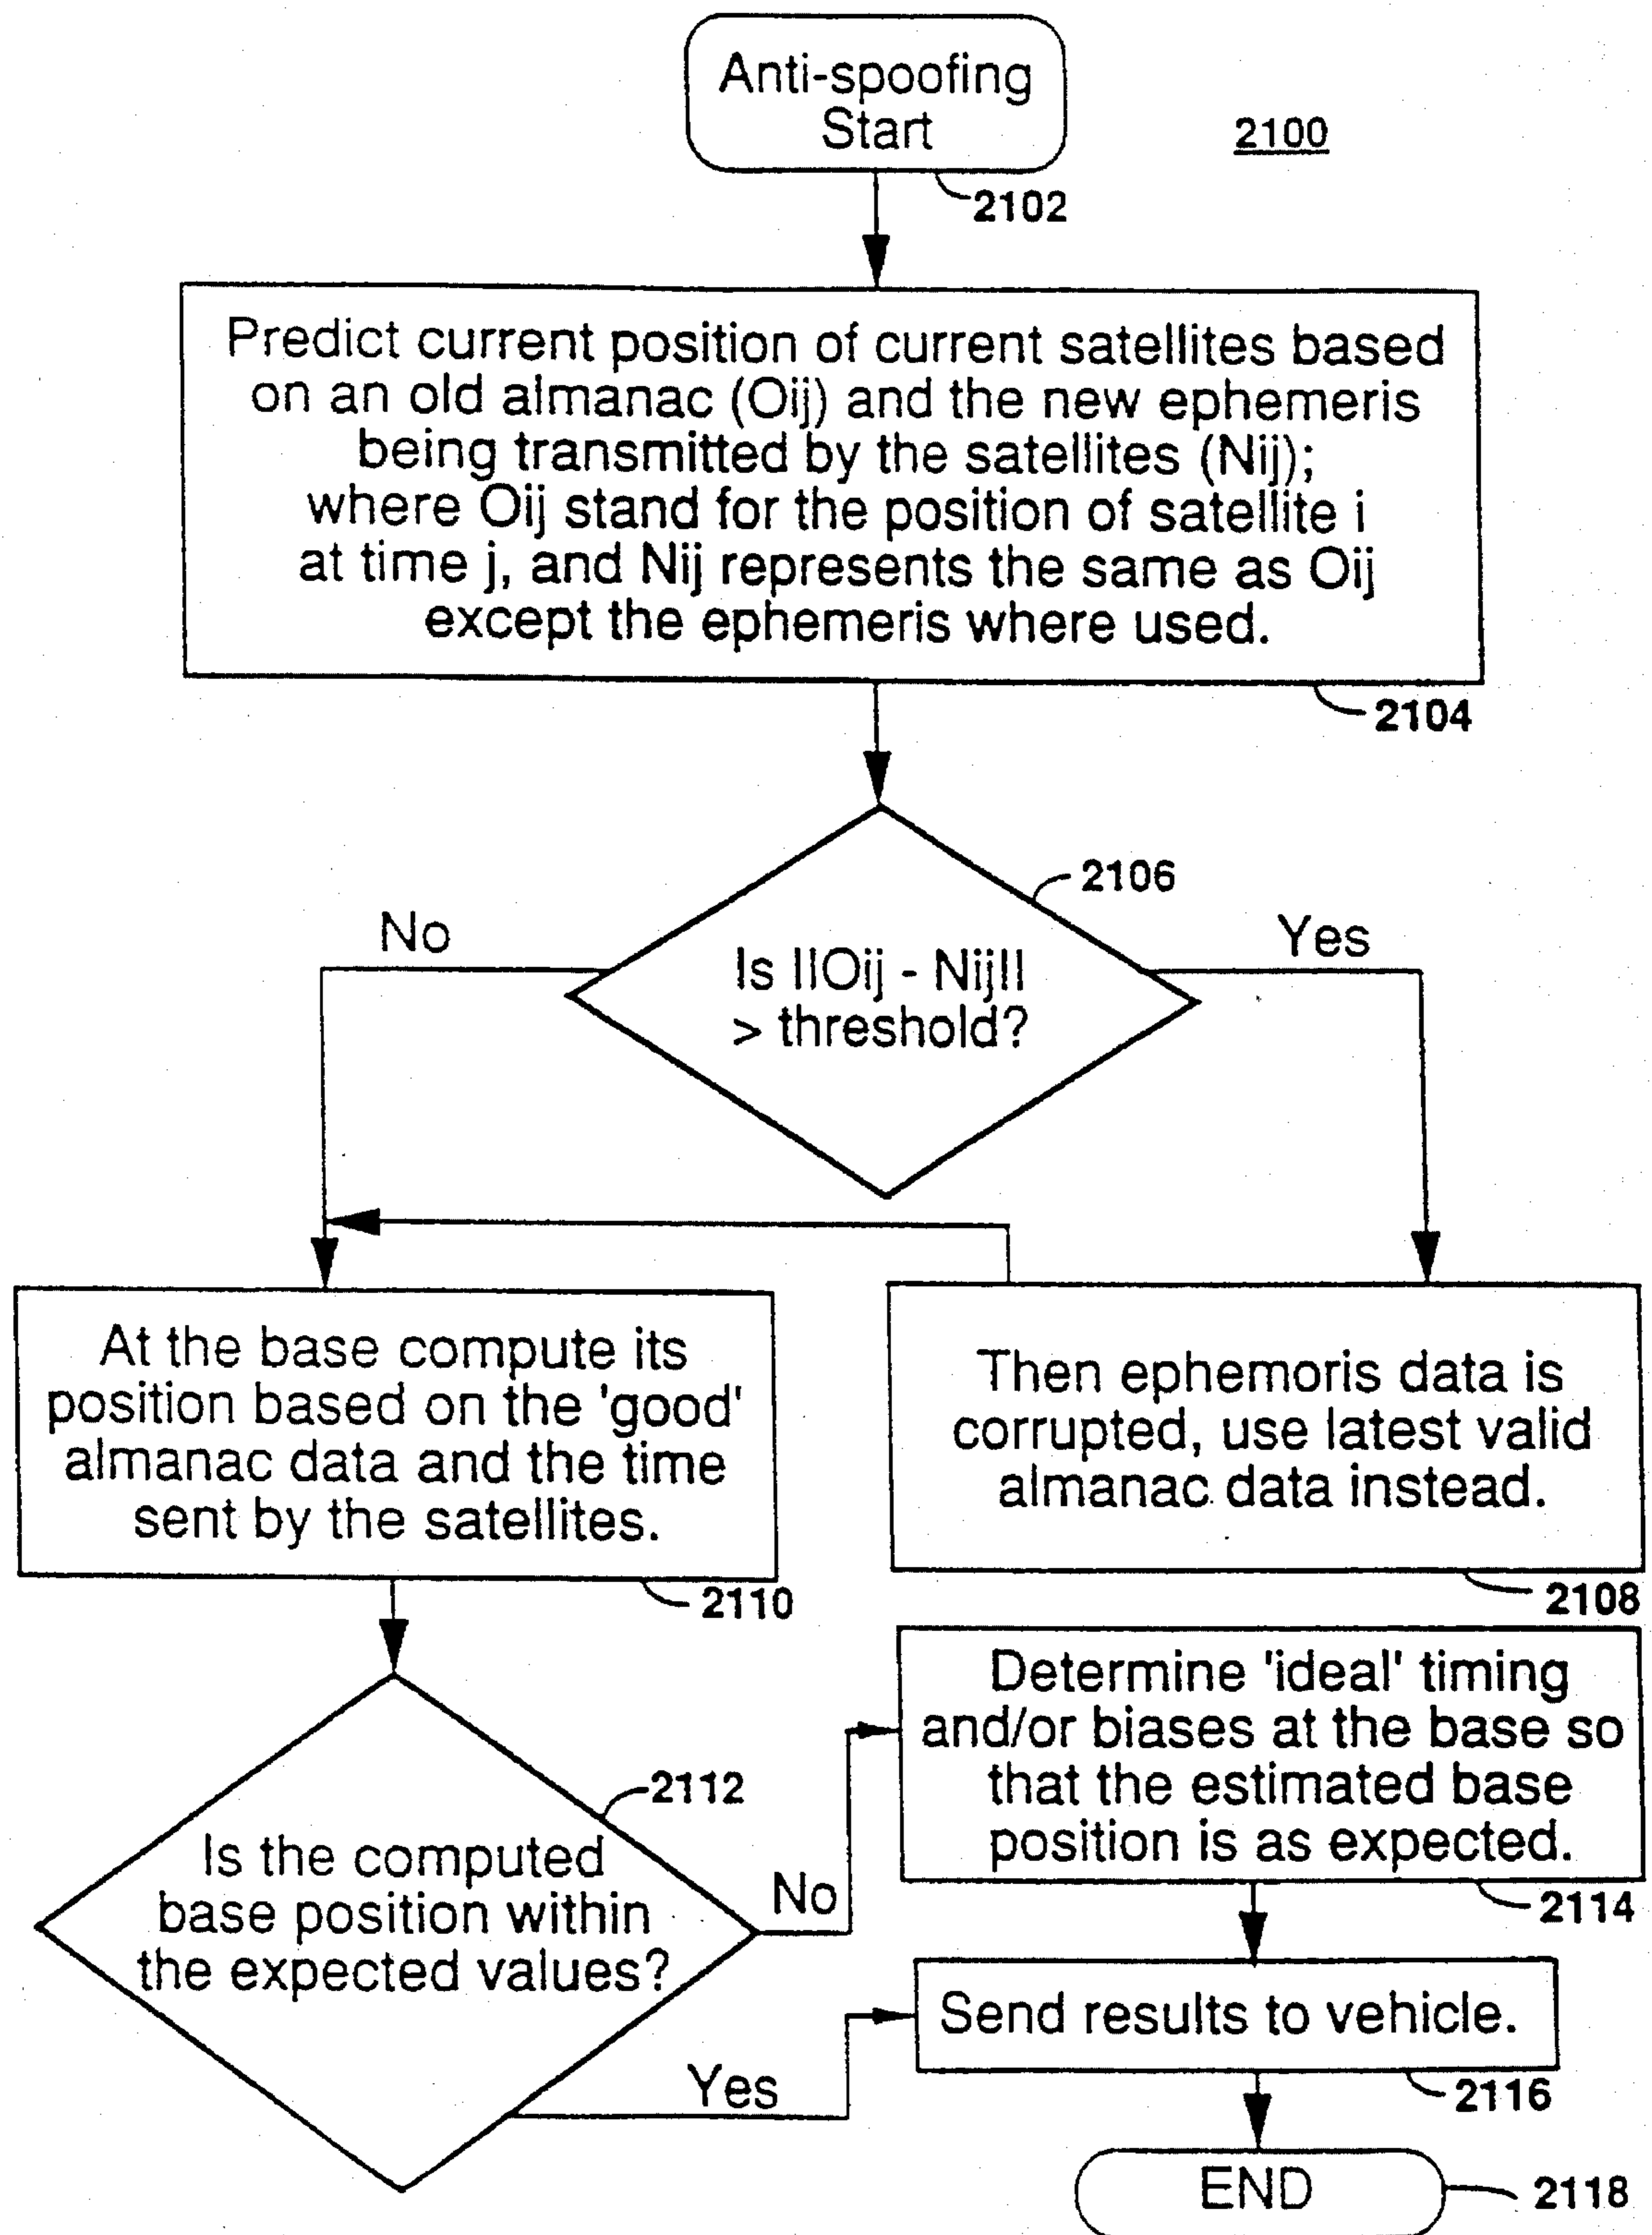 Anti-spoofing
Start
2100
2102
Predict current position of current satellites based
on an old almanac (Oij) and the new ephemeris
being transmitted by the satellites (Nij);
where Oij stand for the position of satellite i
at time j, and Nij represents the same as Oij
except the ephemeris where used.
2104
2106
No
Yes
Is llOij - Nijll
> threshold?
At the base compute its
position based on the 'good'
almanac data and the time
sent by the satellites.
2110
Then ephemoris data is
corrupted, use latest valid
almanac data instead.
2108
2112
Is the computed
base position within
the expected values?
No
Yes
Determine 'ideal' timing
and/or biases at the base so
that the estimated base
position is as expected.
2114
Send results to vehicle.
2116
END
2118